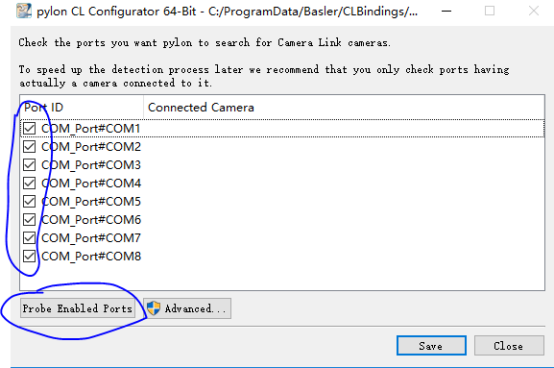 pylon CL Configurator 64-Bit - C:/ProgramData/Basler/CLBindings/...
Check the ports you want pylon to search for Camera Link cameras.
To speed up the detection process later we recommend that you only check ports having
actually a camera connected to it.
Port ID Connected Camera
COM_Port#COM1
COM_Port#COM2
COM_Port#COM3
COM_Port#COM4
COM_Port#COM5
COM_Port#COM6
COM_Port#COM7
COM_Port#COM8
Probe Enabled Ports Advanced...
Save Close